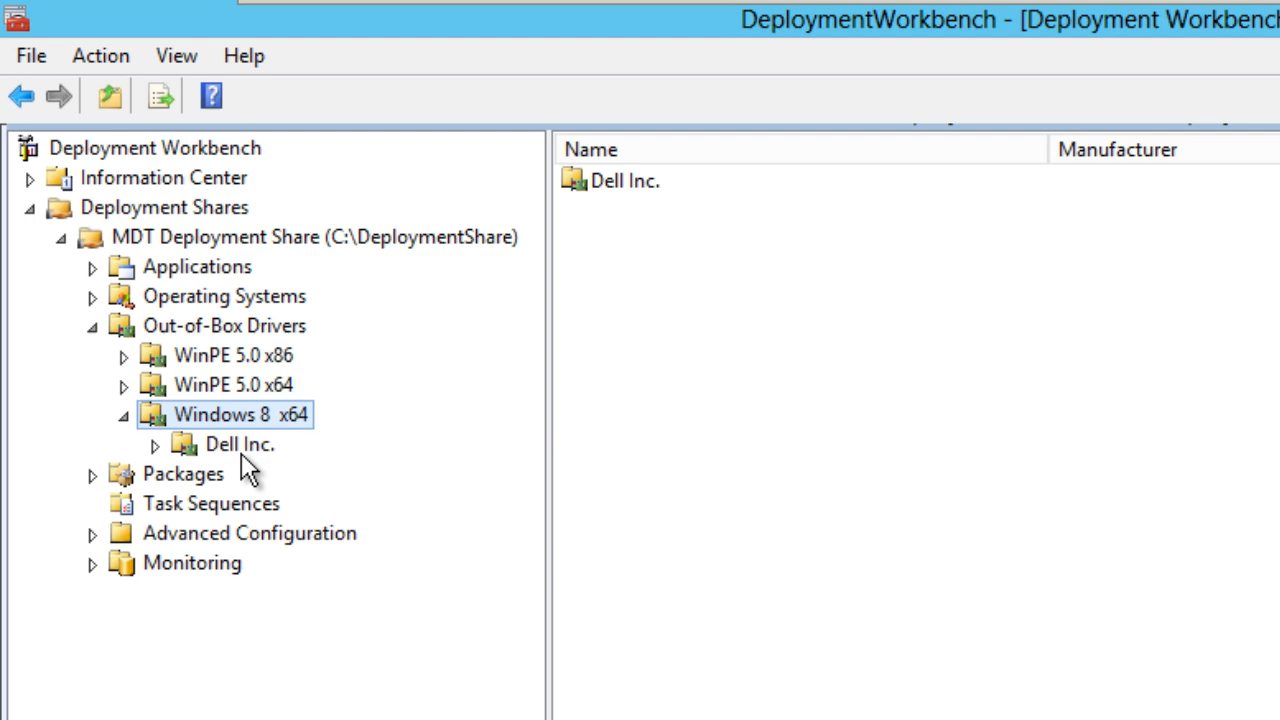 DeploymentWorkbench - [Deployment Workbench
File Action View Help
Deployment Workbench
Information Center
Deployment Shares
MDT Deployment Share (C:\DeploymentShare)
Applications
Operating Systems
Out-of-Box Drivers
WinPE 5.0 x86
WinPE 5.0 x64
Windows 8  x64
Dell Inc.
Packages
Task Sequences
Advanced Configuration
Monitoring
Name Manufacturer
Dell Inc.